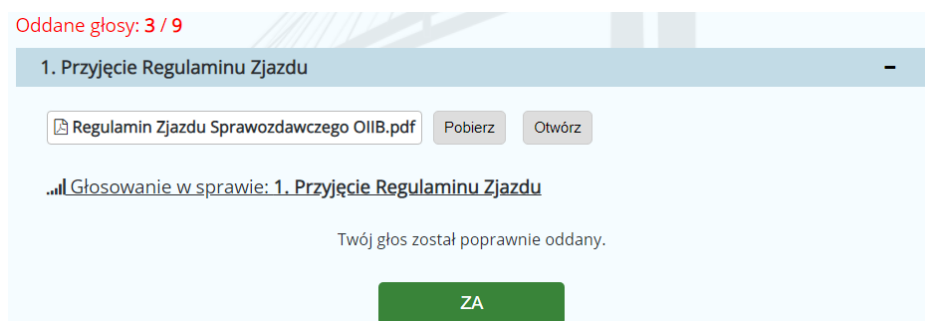 Oddane głosy: 3 / 9
1. Przyjęcie Regulaminu Zjazdu
Regulamin Zjazdu Sprawozdawczego OIIB.pdf Pobierz Otwórz
Głosowanie w sprawie: 1. Przyjęcie Regulaminu Zjazdu
Twój głos został poprawnie oddany.
ZA